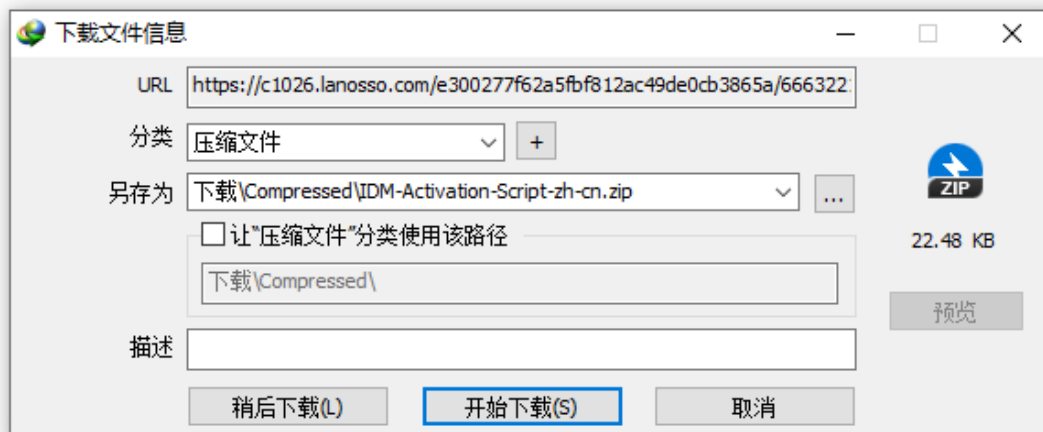 下载文件信息
URL https://c1026.lanosso.com/e300277f62a5fbf812ac49de0cb3865a/6663221
分类 压缩文件 +
另存为 下载\Compressed\IDM-Activation-Script-zh-cn.zip ...
ZIP
让"压缩文件"分类使用该路径
22.48 KB
下载\Compressed\
预览
描述
稍后下载(L) 开始下载(S) 取消